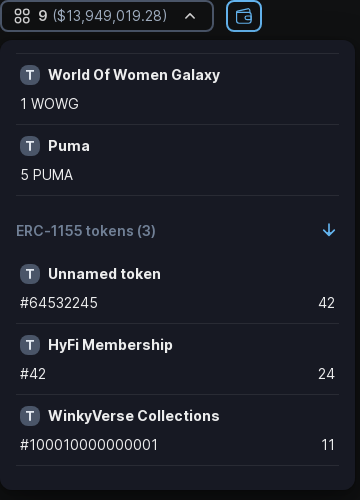 9 ($13,949,019.28)
T World Of Women Galaxy
1 WOWG
T Puma
5 PUMA
ERC-1155 tokens (3)
T Unnamed token
#64532245 42
T HyFi Membership
#42 24
T WinkyVerse Collections
#100010000000001 11